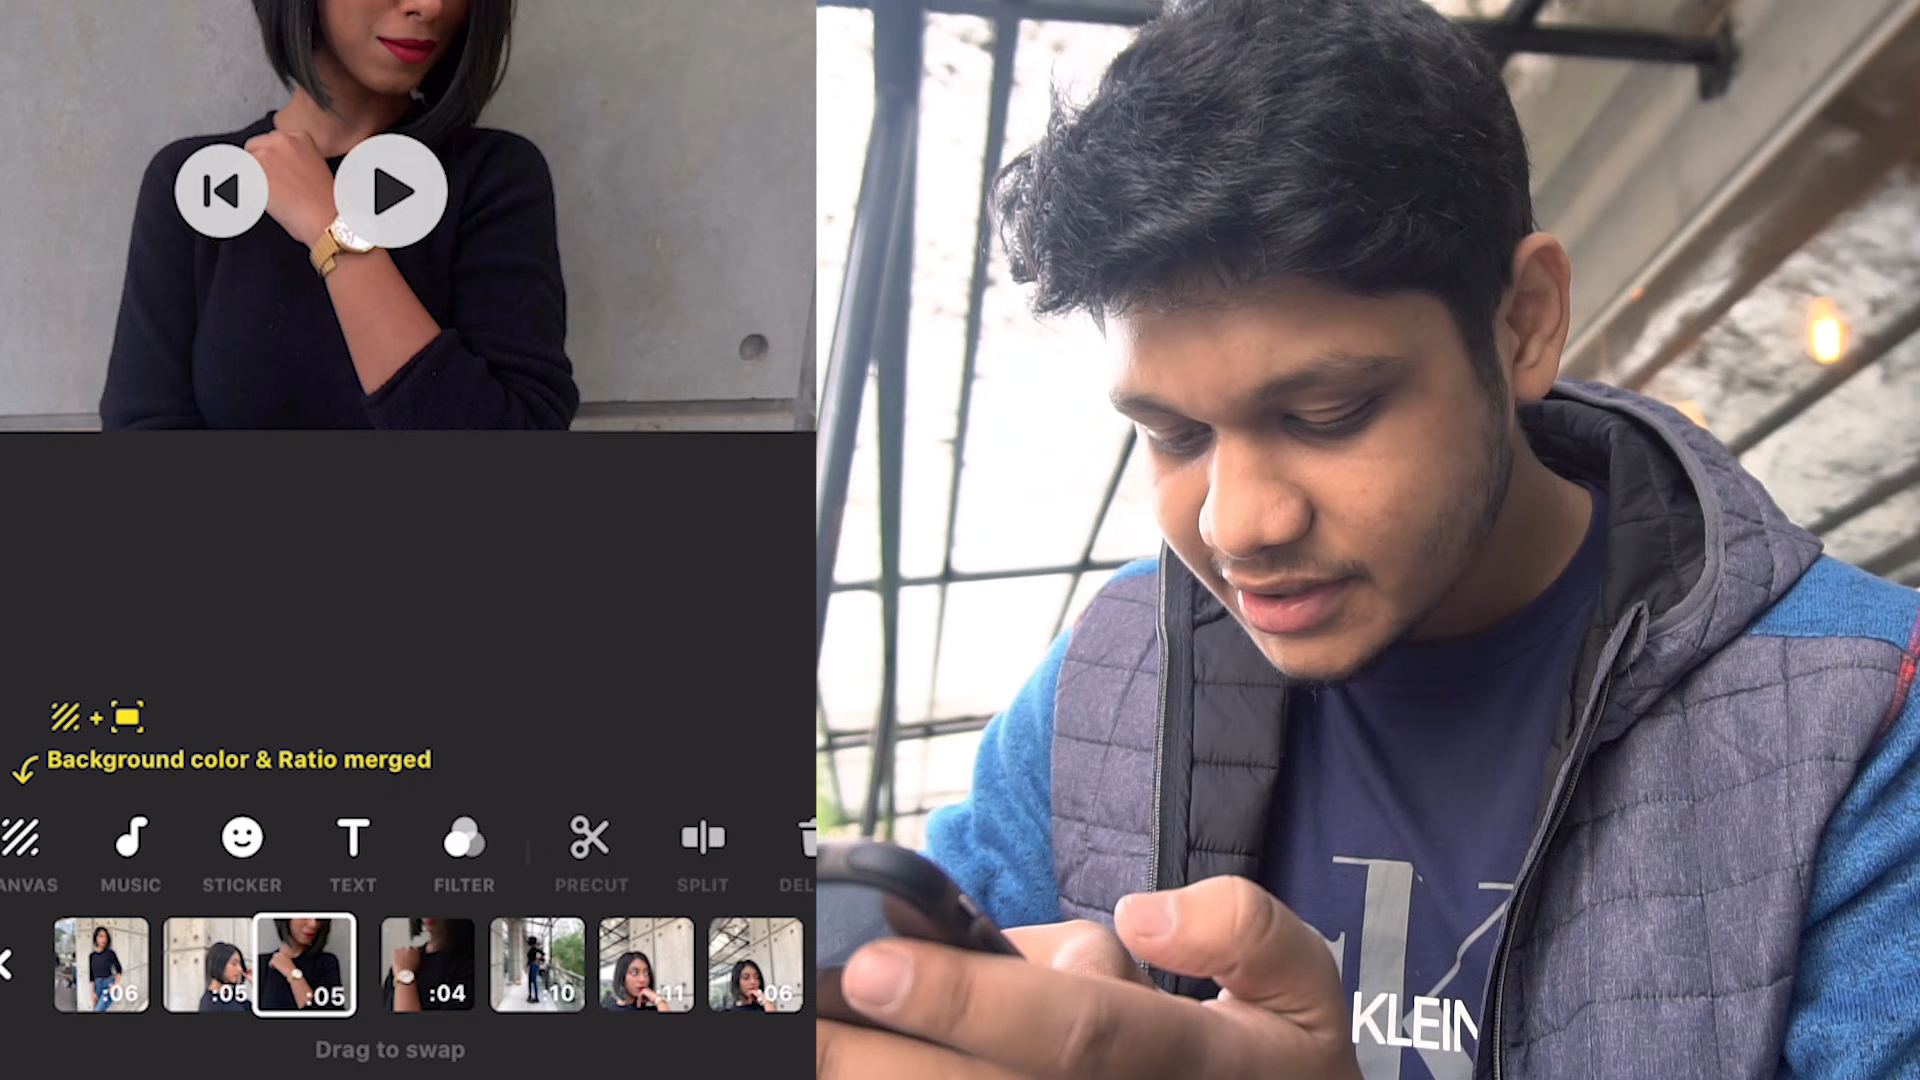 Background color & Ratio merged
ANVAS MUSIC STICKER TEXT FILTER PRECUT SPLIT DEL
:06 :05 :05 :04 :10 :11 :06
Drag to swap
KLEIN